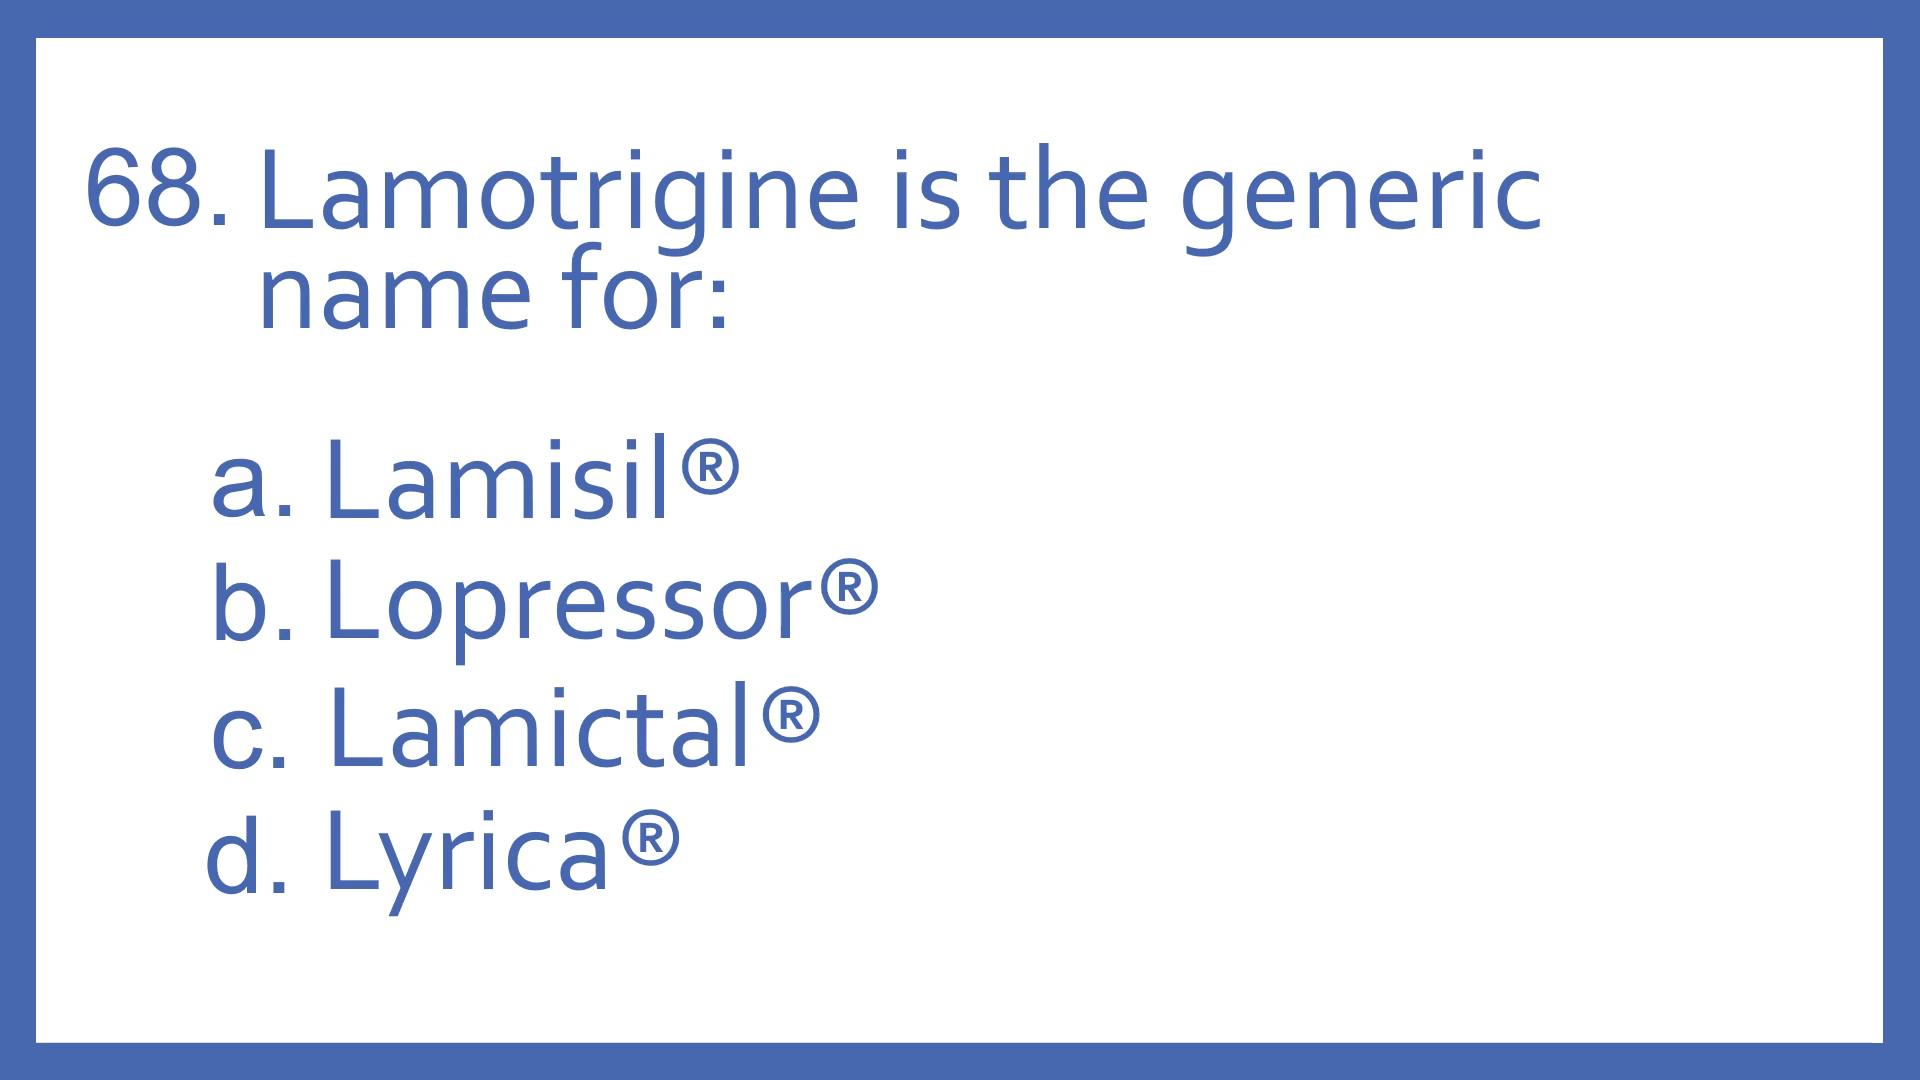 68. Lamotrigine is the generic
name for:
a. Lamisil®
b. Lopressor®
c. Lamictal®
d. Lyrica®